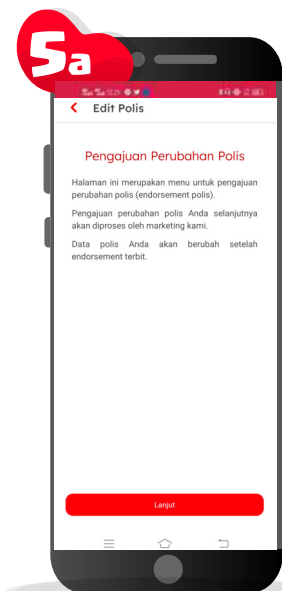 5a
Edit Polis
Pengajuan Perubahan Polis
Halaman ini merupakan menu untuk pengajuan
perubahan polis (endorsement polis).
Pengajuan perubahan polis Anda selanjutnya
akan diproses oleh marketing kami.
Data polis Anda akan berubah setelah
endorsement terbit.
Lanjut